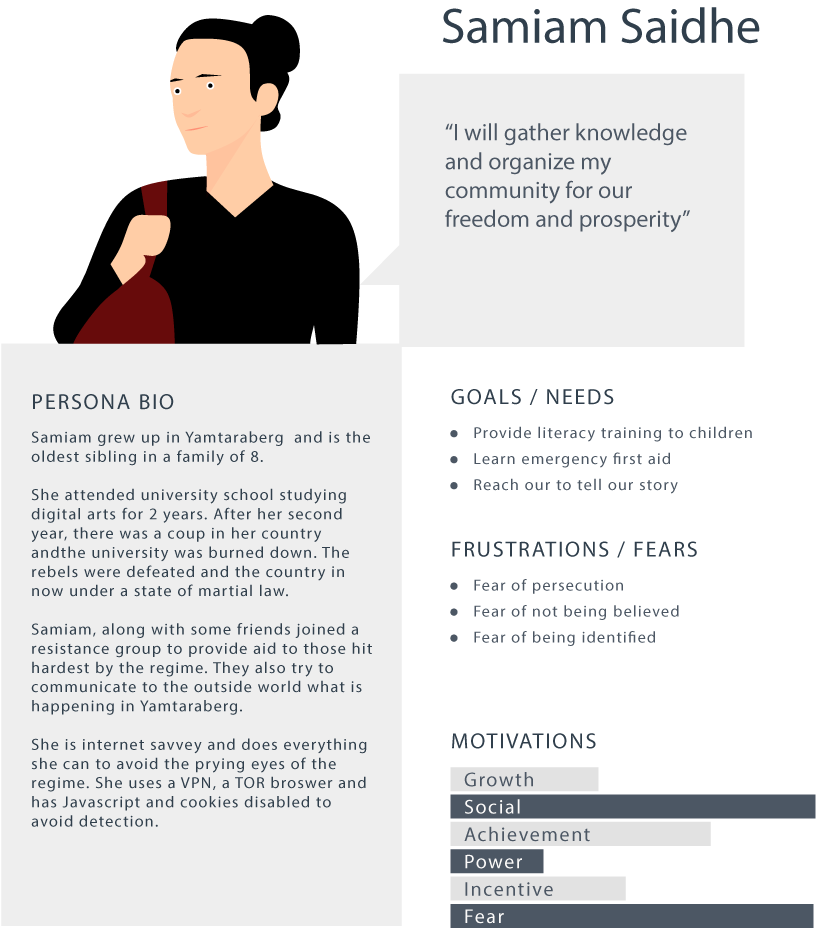 Samiam Saidhe
“I will gather knowledge
and organize my
community for our
freedom and prosperity”
PERSONA BIO
Samiam grew up in Yamtaraberg  and is the
oldest sibling in a family of 8.
She attended university school studying
digital arts for 2 years. After her second
year, there was a coup in her country
andthe university was burned down. The
rebels were defeated and the country in
now under a state of martial law.
Samiam, along with some friends joined a
resistance group to provide aid to those hit
hardest by the regime. They also try to
communicate to the outside world what is
happening in Yamtaraberg.
She is internet savvey and does everything
she can to avoid the prying eyes of the
regime. She uses a VPN, a TOR broswer and
has Javascript and cookies disabled to
avoid detection.
GOALS / NEEDS
• Provide literacy training to children
• Learn emergency first aid
• Reach our to tell our story
FRUSTRATIONS / FEARS
• Fear of persecution
• Fear of not being believed
• Fear of being identified
MOTIVATIONS
Growth
Social
Achievement
Power
Incentive
Fear